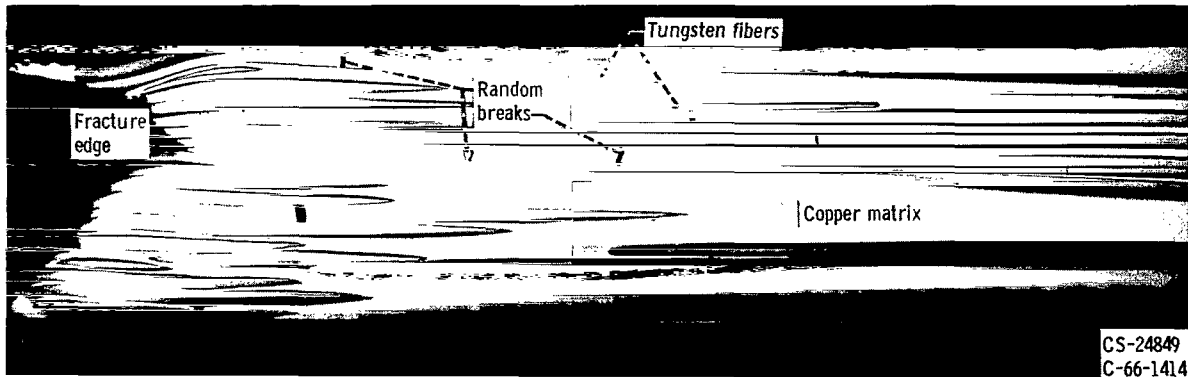 Tungsten fibers
Random
breaks
Fracture
edge
Copper matrix
CS-24849
C-66-1414